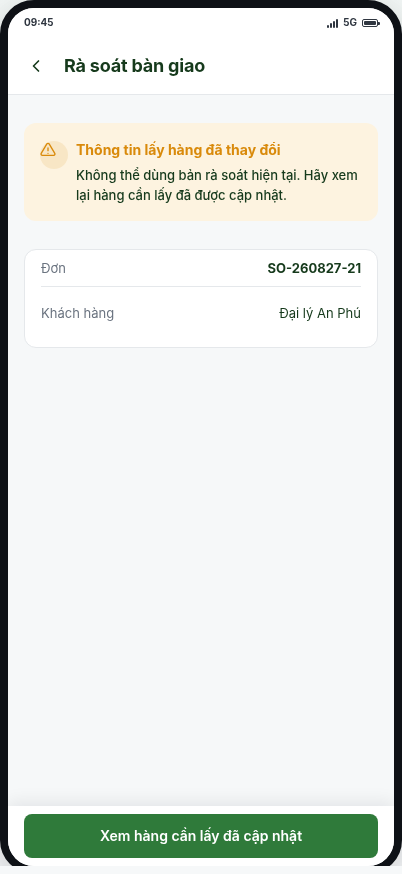 09:45
5G
Rà soát bàn giao
Thông tin lấy hàng đã thay đổi
Không thể dùng bản rà soát hiện tại. Hãy xem
lại hàng cần lấy đã được cập nhật.
Đơn SO-260827-21
Khách hàng Đại lý An Phú
Xem hàng cần lấy đã cập nhật